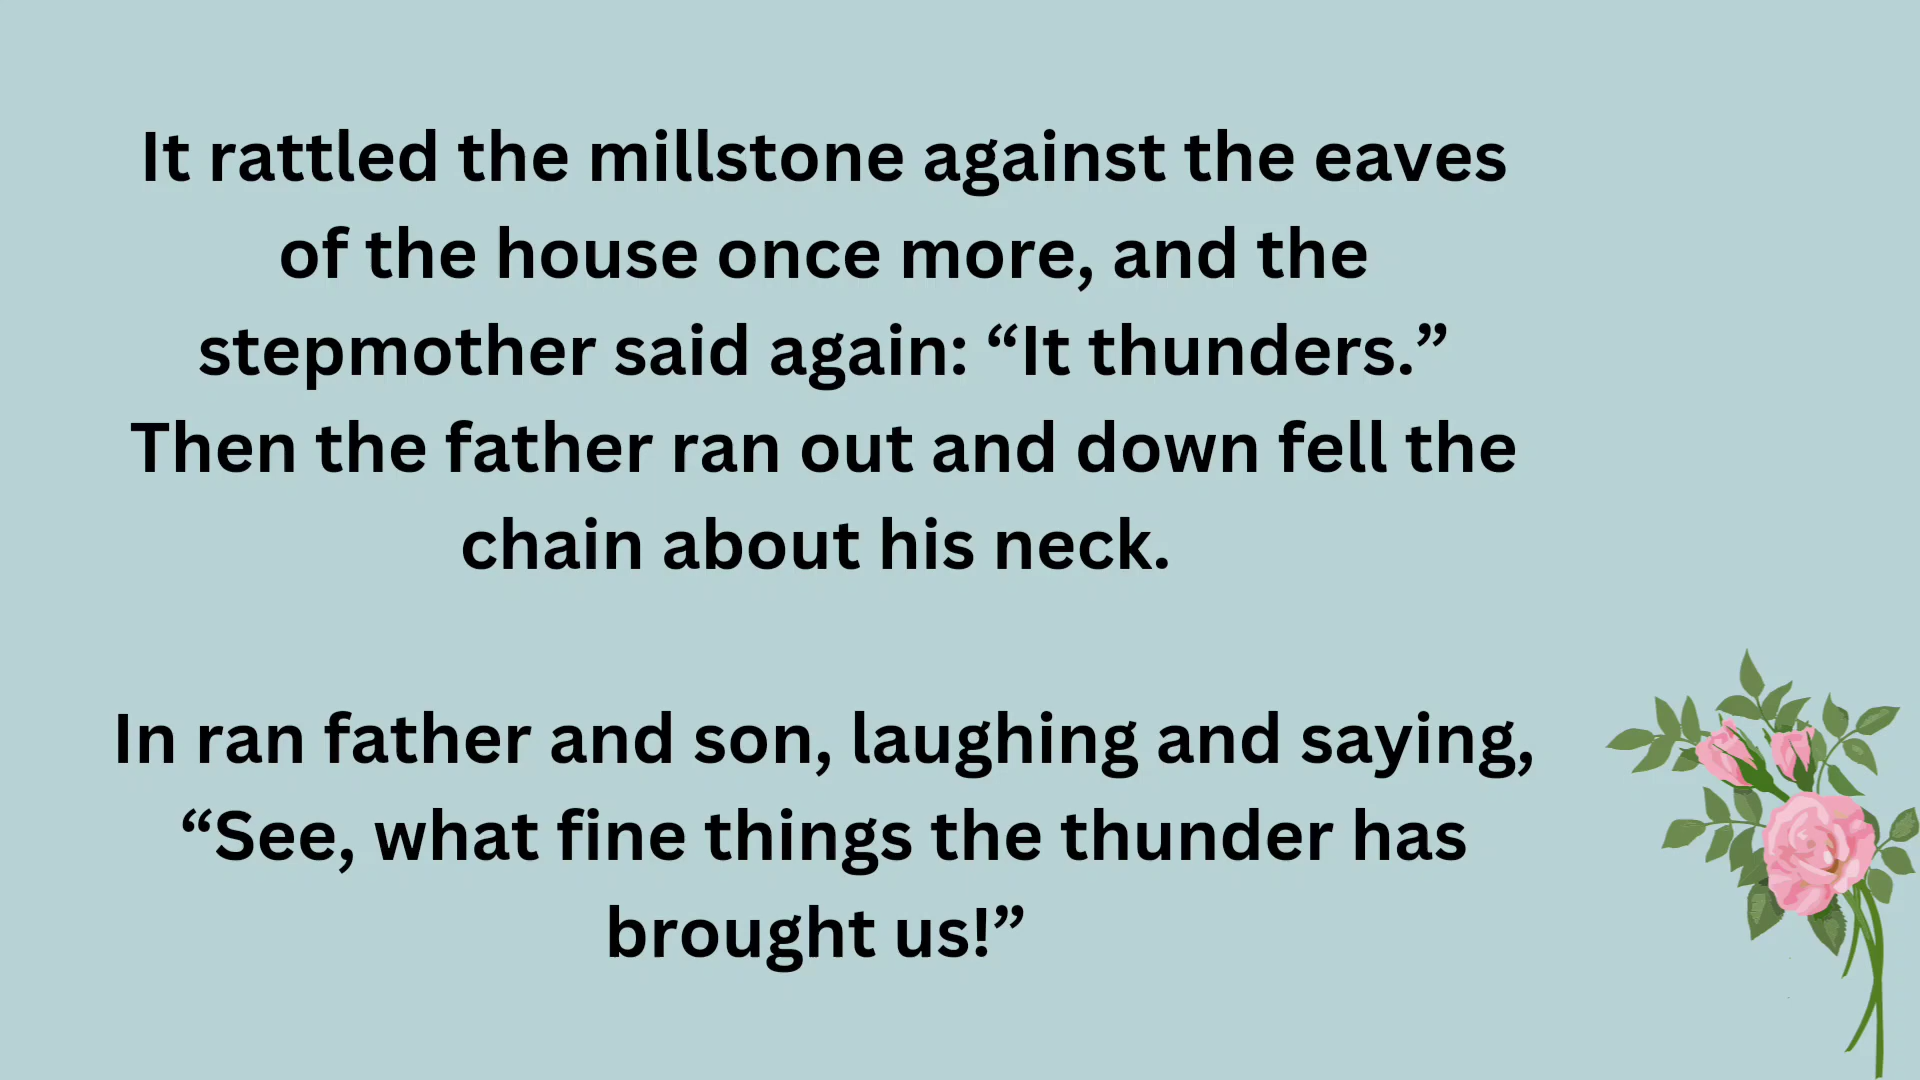 It rattled the millstone against the eaves
of the house once more, and the
stepmother said again: “It thunders.”
Then the father ran out and down fell the
chain about his neck.
In ran father and son, laughing and saying,
“See, what fine things the thunder has
brought us!”